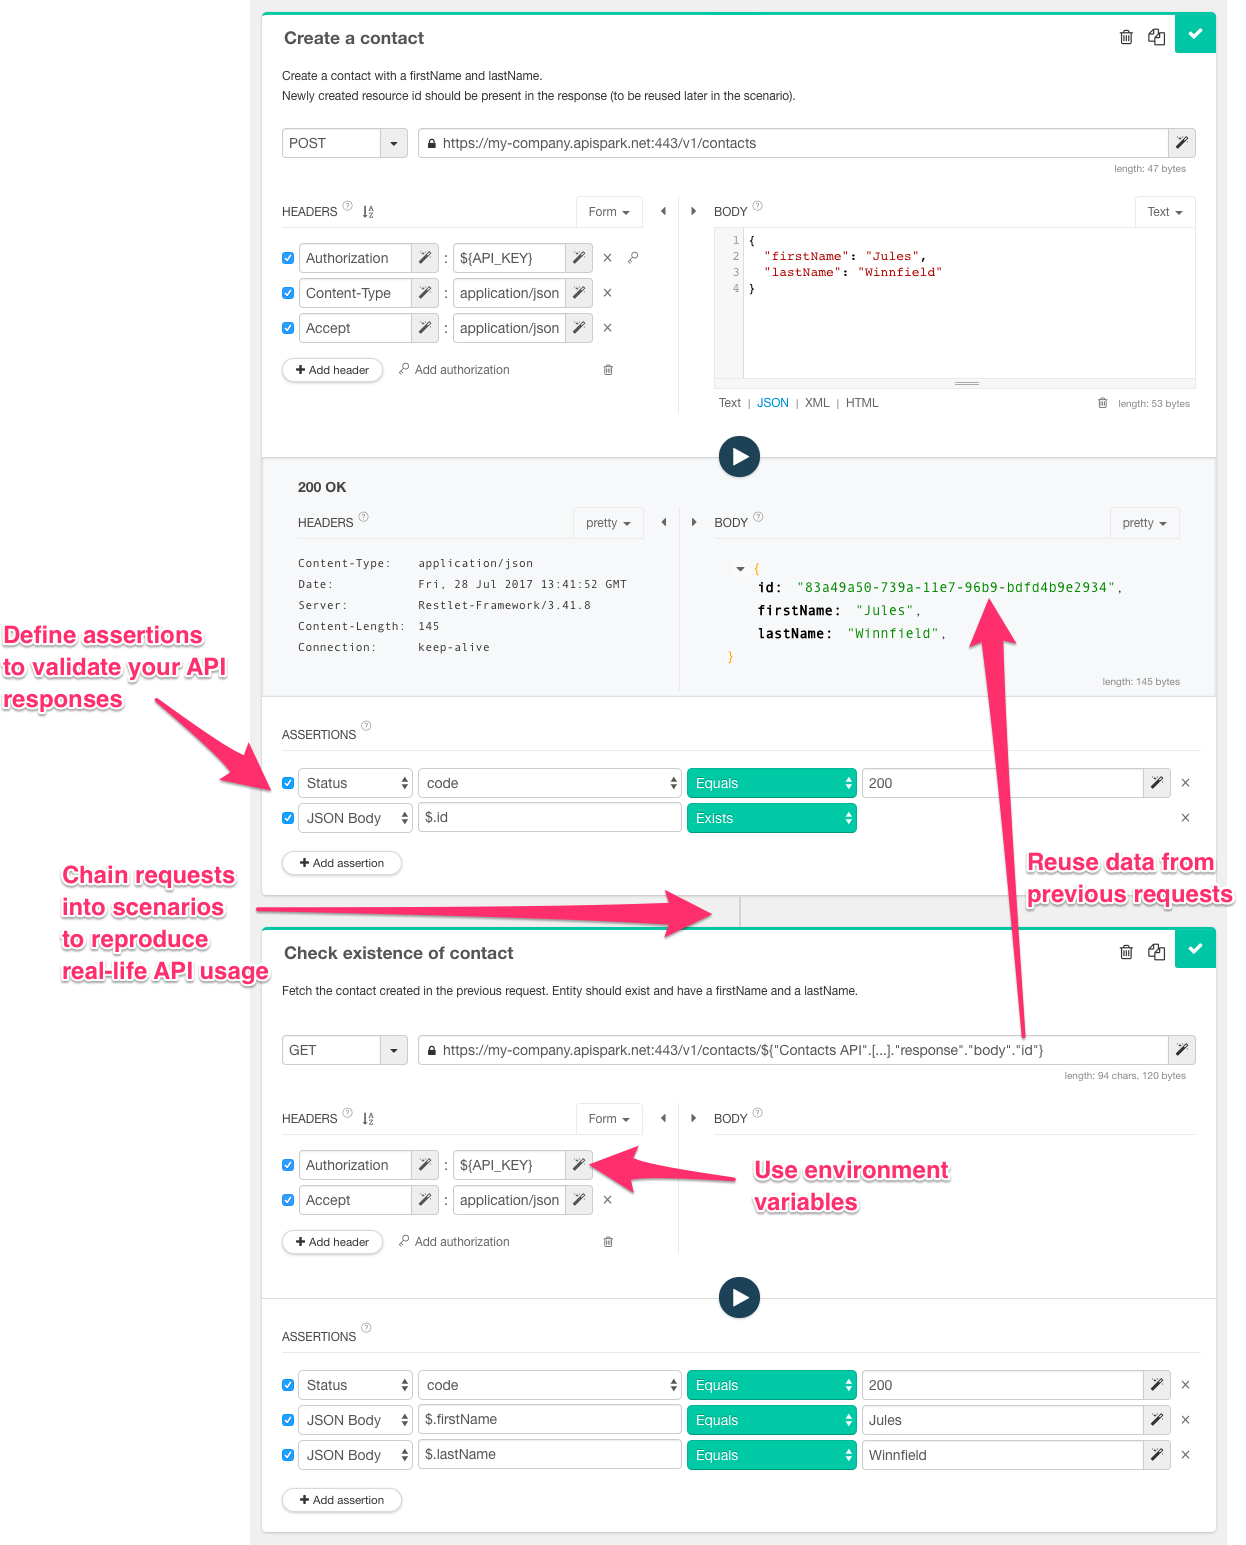 Create a contact
Create a contact with a firstName and lastName.
Newly created resource id should be present in the response (to be reused later in the scenario).
POST
https://my-company.apispark.net:443/v1/contacts
length: 47 bytes
HEADERS ?
Form
BODY ?
Text
Authorization : ${API_KEY}
Content-Type : application/json
Accept : application/json
Add header
Add authorization
1 {
2 "firstName": "Jules",
3 "lastName": "Winnfield"
4 }
Text | JSON | XML | HTML
length: 53 bytes
200 OK
HEADERS ?
pretty
BODY ?
pretty
Content-Type: application/json
Date: Fri, 28 Jul 2017 13:41:52 GMT
Server: Restlet-Framework/3.41.8
Content-Length: 145
Connection: keep-alive
{
id: "83a49a50-739a-11e7-96b9-bdfd4b9e2934",
firstName: "Jules",
lastName: "Winnfield",
}
length: 145 bytes
Define assertions
to validate your API
responses
ASSERTIONS ?
Status code Equals 200
JSON Body $.id Exists
Add assertion
Chain requests
into scenarios
to reproduce
real-life API usage
Reuse data from
previous requests
Check existence of contact
Fetch the contact created in the previous request. Entity should exist and have a firstName and a lastName.
GET
https://my-company.apispark.net:443/v1/contacts/${"Contacts API".[...]."response"."body"."id"}
length: 94 chars, 120 bytes
HEADERS ?
Form
BODY ?
Authorization : ${API_KEY}
Accept : application/json
Add header
Add authorization
Use environment
variables
ASSERTIONS ?
Status code Equals 200
JSON Body $.firstName Equals Jules
JSON Body $.lastName Equals Winnfield
Add assertion